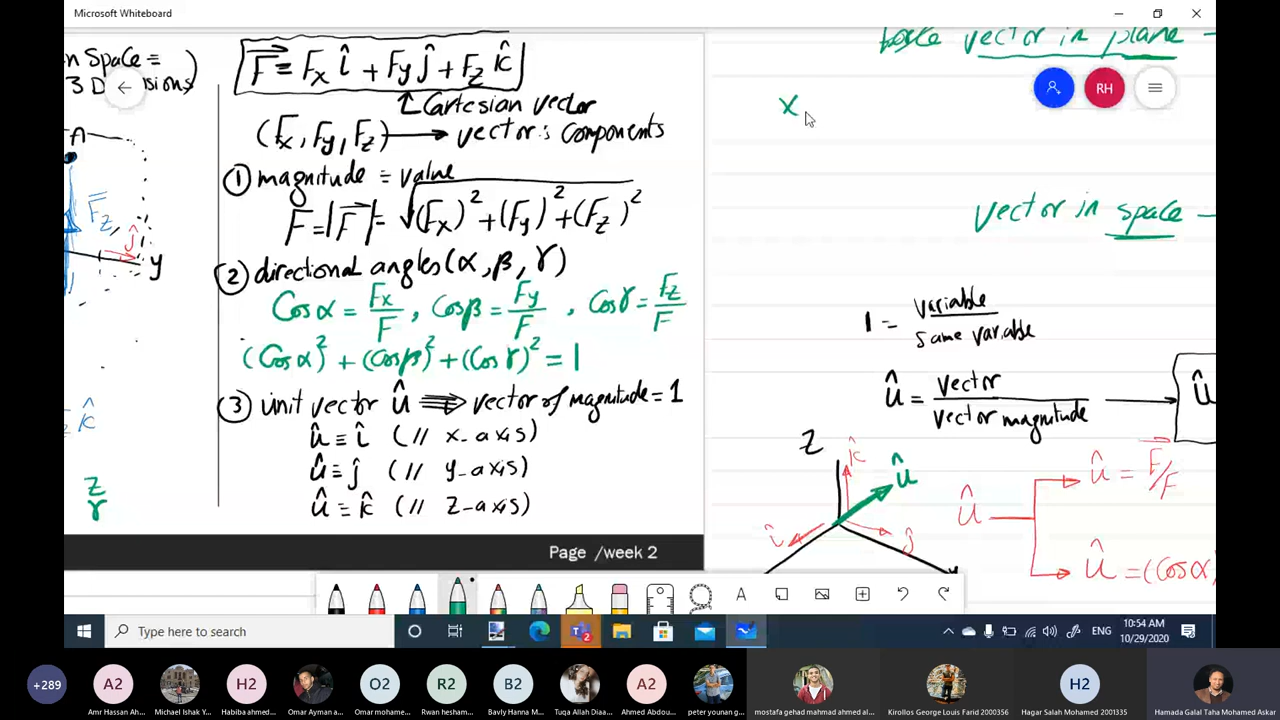 Microsoft Whiteboard
n Space =
3 D sions)
A
F_z
ĵ
y
k̂
z
γ
F = Fx î + Fy ĵ + Fz k̂
Cartesian vector
(Fx, Fy, Fz) → vector's components
① magnitude = value
F = |F| = √(Fx)² + (Fy)² + (Fz)²
② directional angles (α, β, γ)
Cos α = Fx/F , Cos β = Fy/F , Cos γ = Fz/F
(Cos α)² + (Cos β)² + (Cos γ)² = 1
③ unit vector û ⇒ vector of magnitude = 1
û = î (// x-axis)
û = ĵ (// y-axis)
û = k̂ (// z-axis)
Page /week 2
vector in plane -
RH
x
vector in space -
1 = variable / same variable
û = vector / vector magnitude → û
z
k̂
û
î
ĵ
û
û = F/F
û = (Cos α
A
Type here to search
2
ENG
10:54 AM
10/29/2020
+289
A2
H2
O2
R2
B2
A2
H2
Amr Hassan Ah...
Michael Ishak Y...
Habiba ahmed...
Omar Ayman a...
Omar mohame...
Rwan hesham...
Bavly Hanna M...
Tuqa Allah Diaa...
Ahmed Abdou...
peter younan g...
mostafa gehad mahmad ahmed al...
Kirollos George Louis Farid 2000356
Hagar Salah Mohamed 2001335
Hamada Galal Taha Mohamed Askar